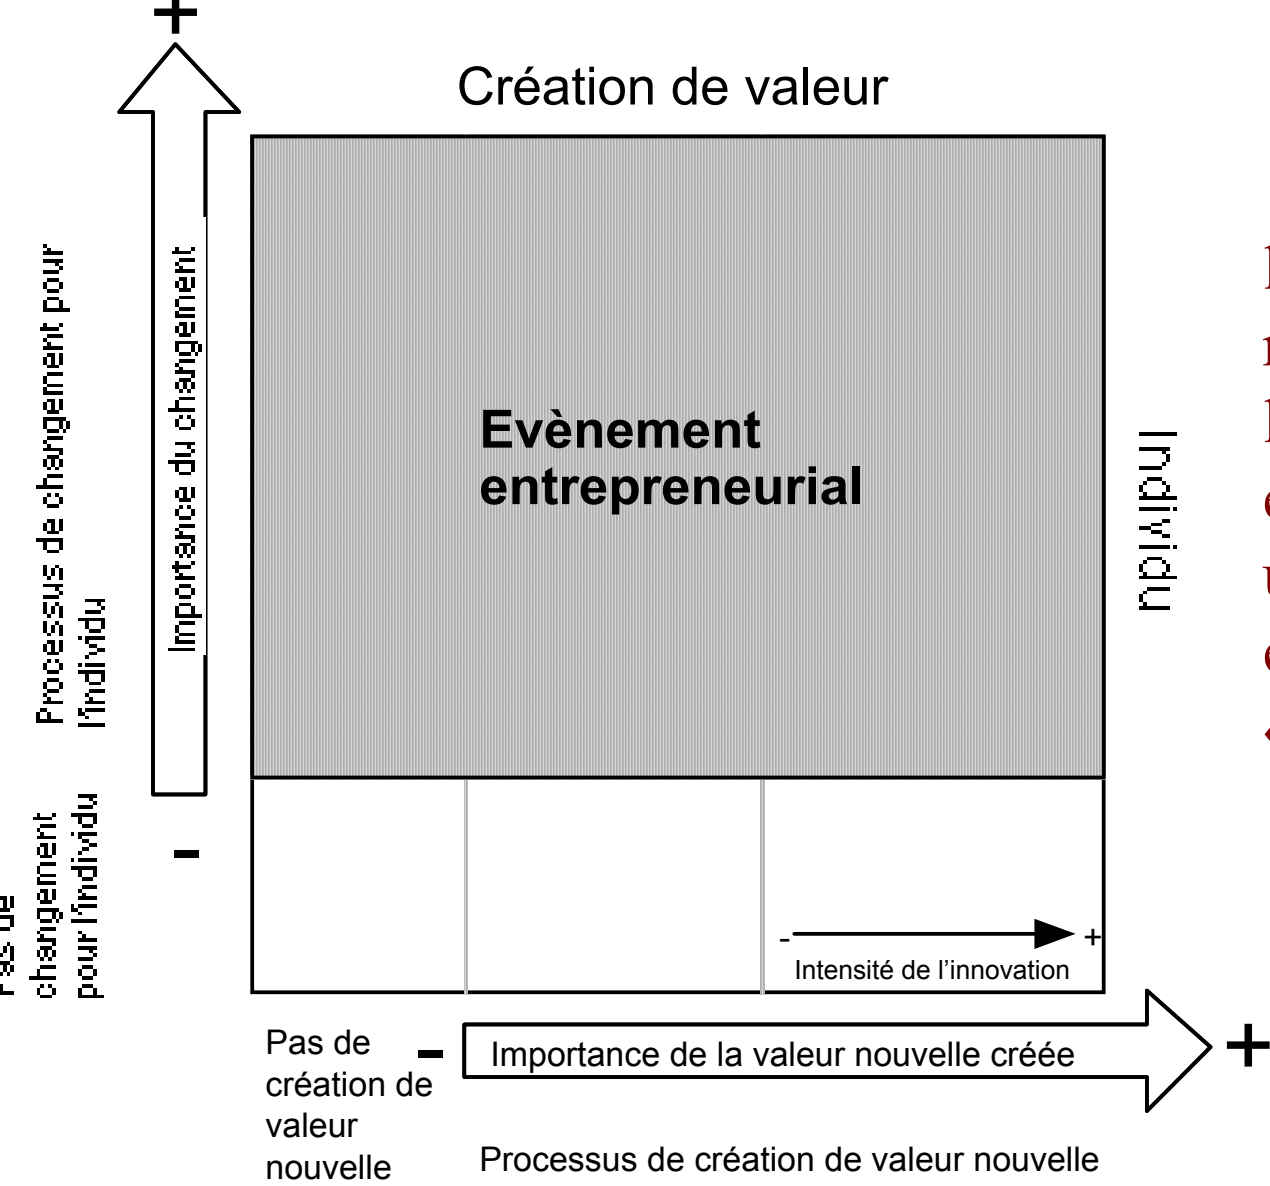 +
Création de valeur
Processus de changement pour
l'individu
Importance du changement
Evènement
entrepreneurial
Individu
changement
pour l'individu
-
- +
Intensité de l’innovation
Pas de
création de
valeur
nouvelle
- Importance de la valeur nouvelle créée +
Processus de création de valeur nouvelle